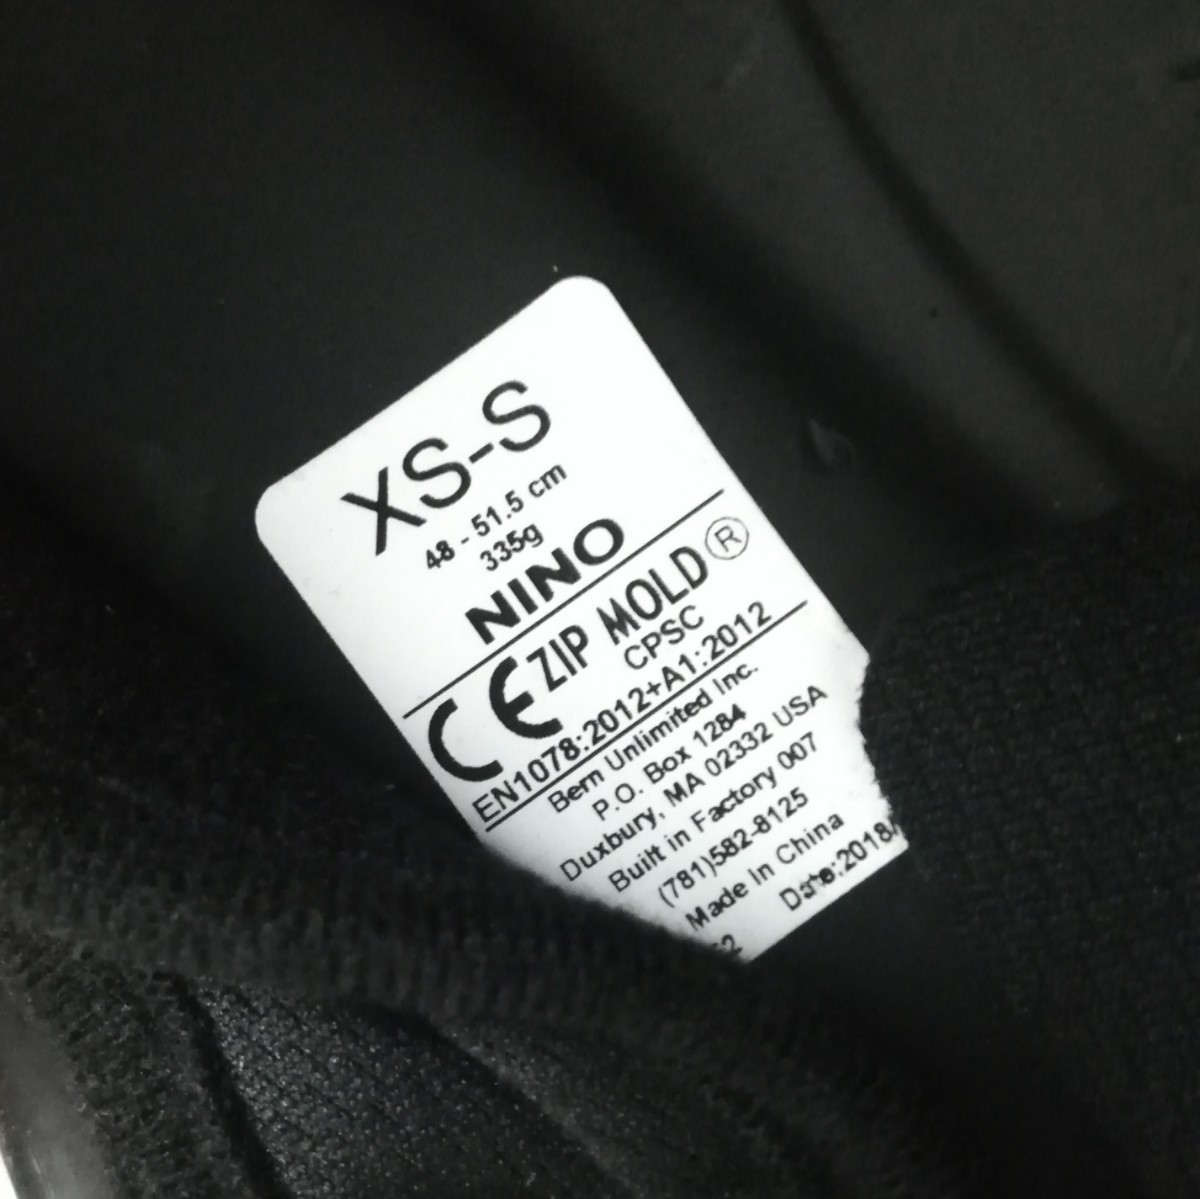 XS-S
48 - 51.5 cm
335g
NINO
CE ZIP MOLD®
CPSC
EN1078:2012+A1:2012
Bern Unlimited Inc.
P.O. Box 1284
Duxbury, MA 02332 USA
Built in Factory 007
(781)582-8125
Made In China
Date:2018/